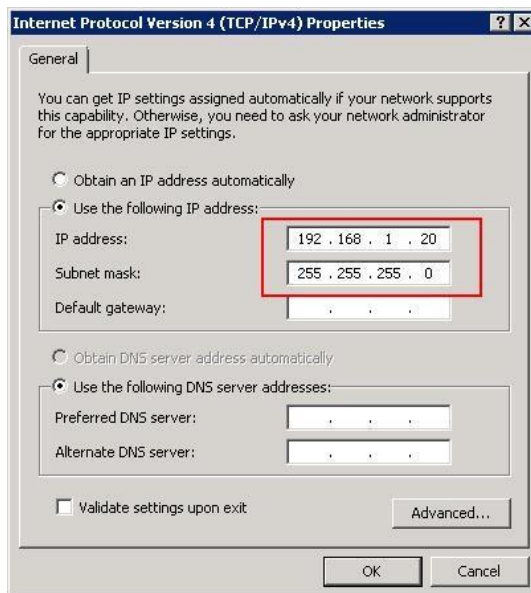 Internet Protocol Version 4 (TCP/IPv4) Properties
General
You can get IP settings assigned automatically if your network supports
this capability. Otherwise, you need to ask your network administrator
for the appropriate IP settings.
Obtain an IP address automatically
Use the following IP address:
IP address: 192 . 168 . 1 . 20
Subnet mask: 255 . 255 . 255 . 0
Default gateway: . . .
Obtain DNS server address automatically
Use the following DNS server addresses:
Preferred DNS server: . . .
Alternate DNS server: . . .
Validate settings upon exit
Advanced...
OK Cancel